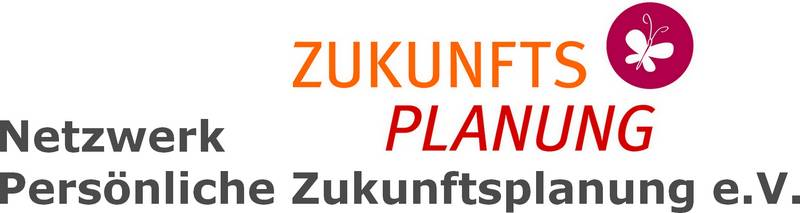 ZUKUNFTS
PLANUNG
Netzwerk
Persönliche Zukunftsplanung e.V.